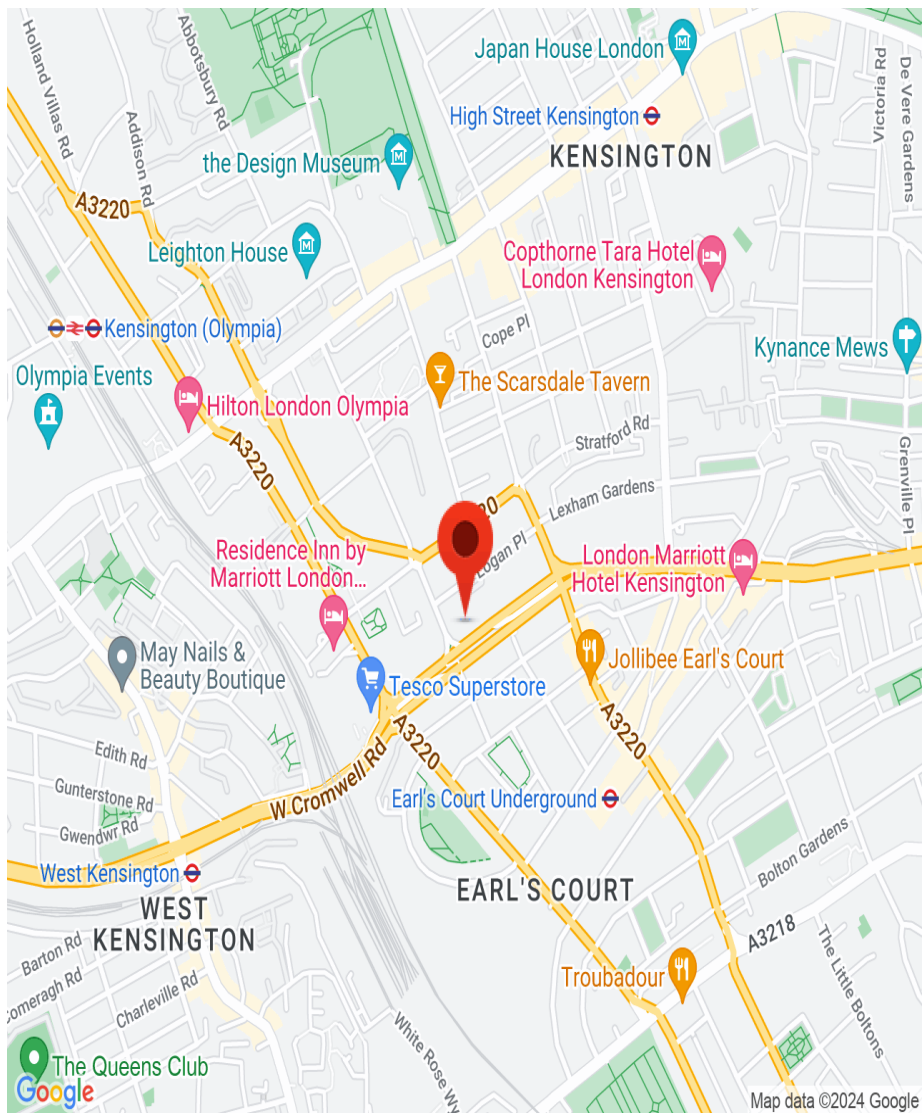 Holland Villas Rd
Abbotsbury Rd
Addison Rd
Japan House London
Victoria Rd
De Vere Gardens
High Street Kensington
KENSINGTON
the Design Museum
A3220
Leighton House
Copthorne Tara Hotel
London Kensington
Kensington (Olympia)
Cope Pl
Kynance Mews
Olympia Events
The Scarsdale Tavern
Hilton London Olympia
Stratford Rd
A3220
Grenville Pl
Lexham Gardens
20
Logan Pl
Residence Inn by
Marriott London...
London Marriott
Hotel Kensington
May Nails &
Beauty Boutique
Jollibee Earl's Court
Tesco Superstore
A3220
A3220
Edith Rd
W Cromwell Rd
Gunterstone Rd
Earl's Court Underground
Gwendwr Rd
Bolton Gardens
West Kensington
EARL'S COURT
WEST
KENSINGTON
A3218
Barton Rd
The Little Boltons
Troubadour
Comeragh Rd
Charleville Rd
White Rose Wy
The Queens Club
Google
Map data ©2024 Google